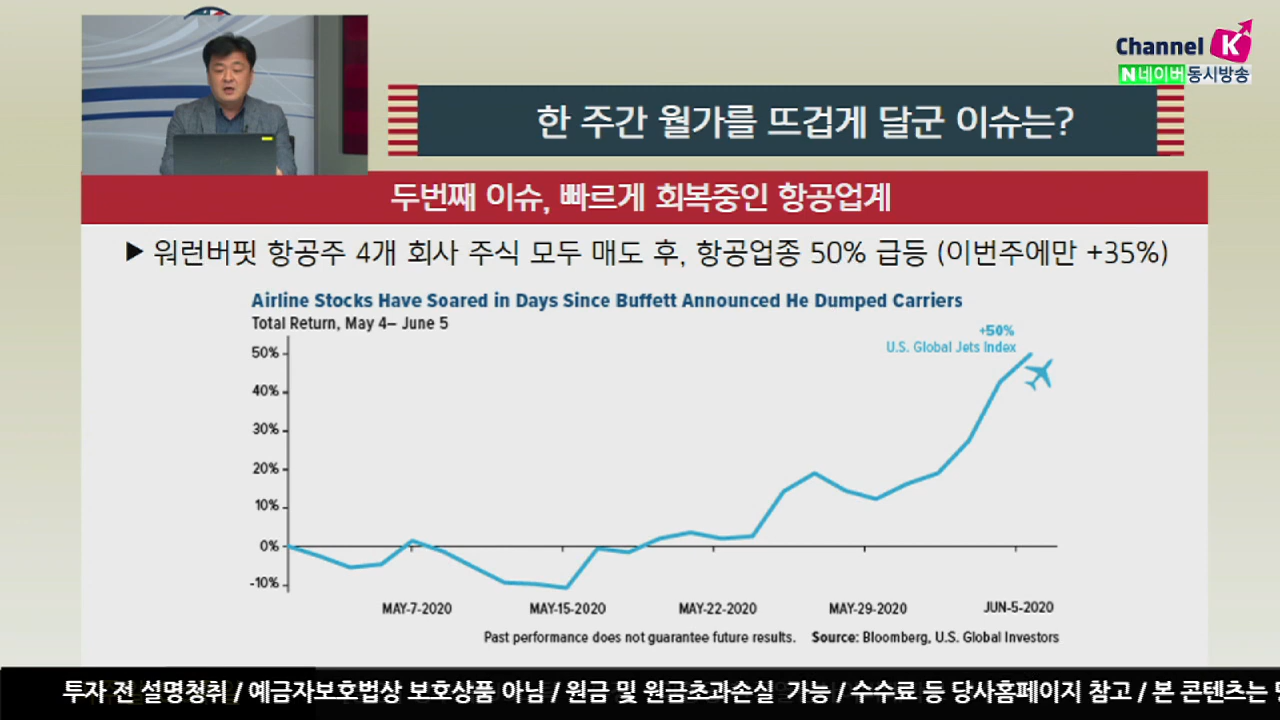 Channel K
N 네이버 동시방송
한 주간 월가를 뜨겁게 달군 이슈는?
두번째 이슈, 빠르게 회복중인 항공업계
▶ 워런버핏 항공주 4개 회사 주식 모두 매도 후, 항공업종 50% 급등 (이번주에만 +35%)
Airline Stocks Have Soared in Days Since Buffett Announced He Dumped Carriers
Total Return, May 4– June 5
+50%
U.S. Global Jets Index
50%
40%
30%
20%
10%
0%
-10%
MAY-7-2020 MAY-15-2020 MAY-22-2020 MAY-29-2020 JUN-5-2020
Past performance does not guarantee future results. Source: Bloomberg, U.S. Global Investors
투자 전 설명청취 / 예금자보호법상 보호상품 아님 / 원금 및 원금초과손실 가능 / 수수료 등 당사홈페이지 참고 / 본 콘텐츠는